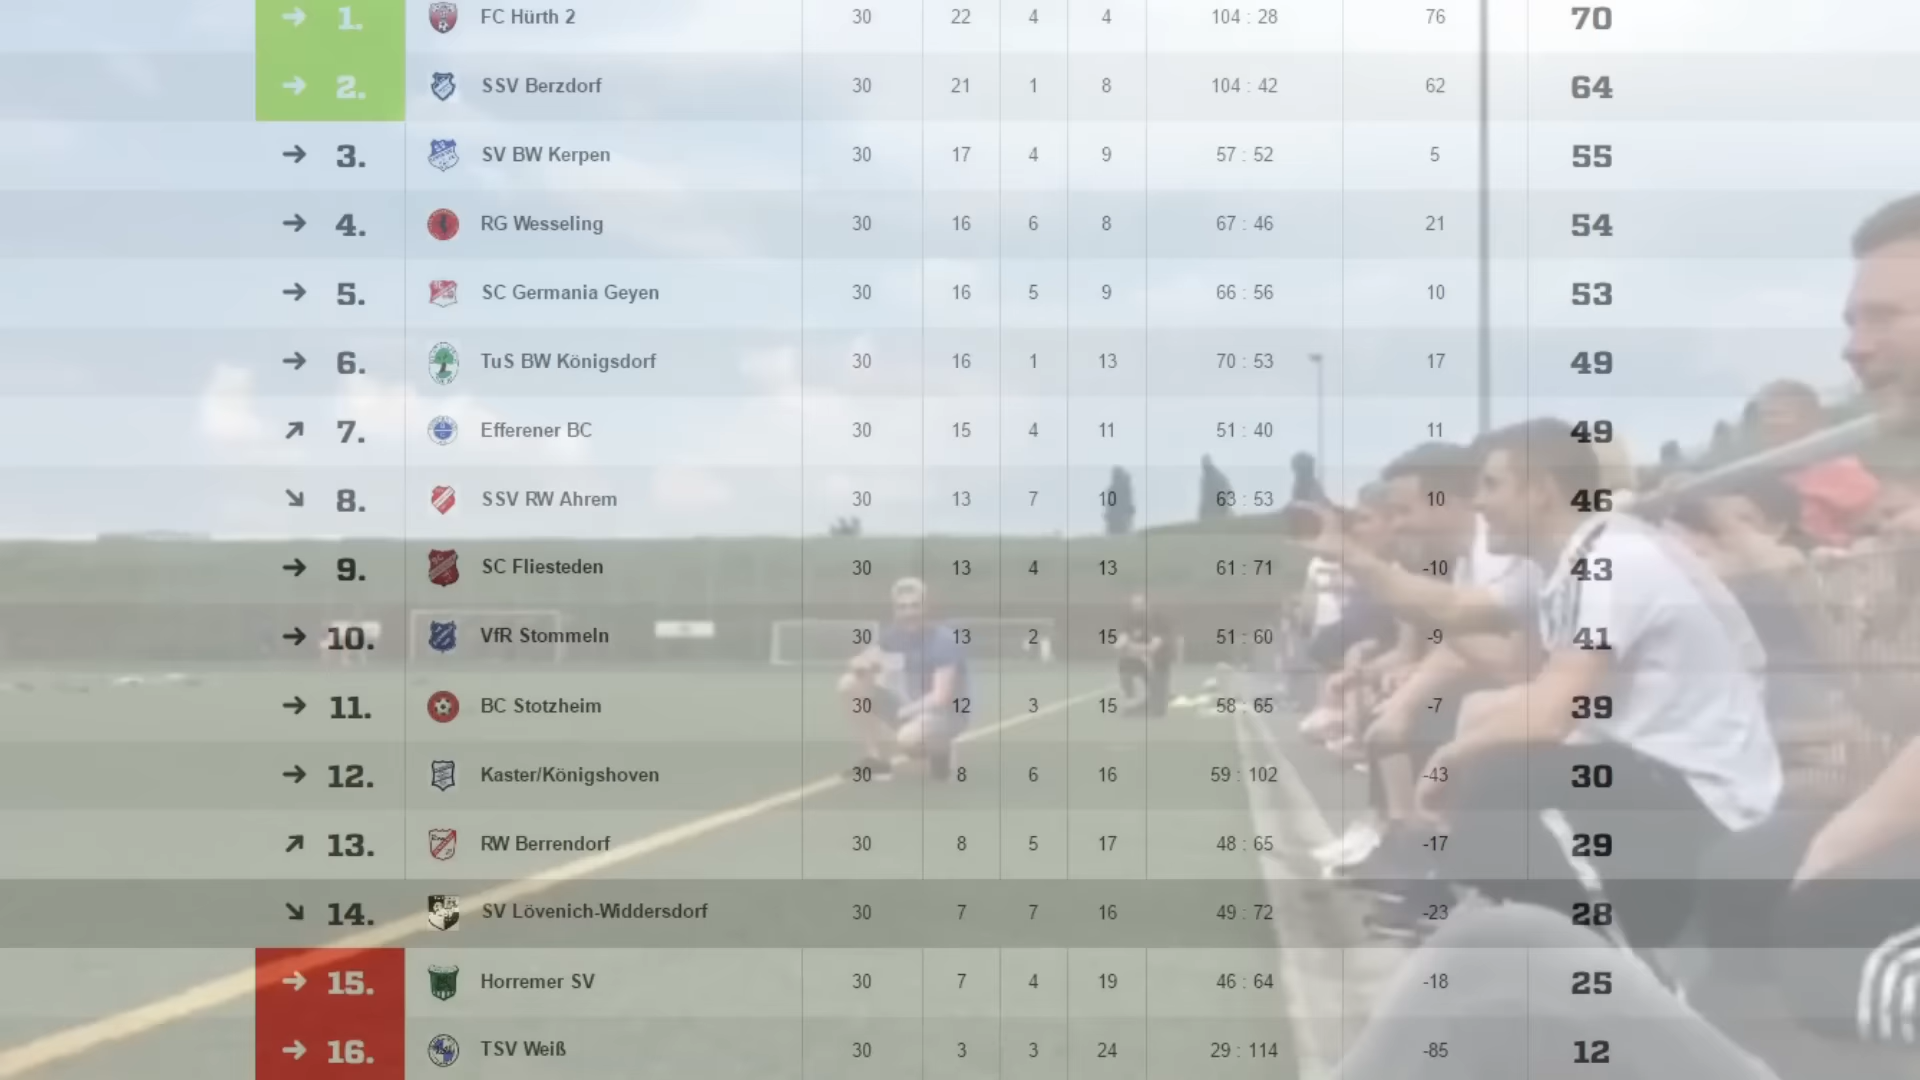 → 1. FC Hürth 2 30 22 4 4 104 : 28 76 70
→ 2. SSV Berzdorf 30 21 1 8 104 : 42 62 64
→ 3. SV BW Kerpen 30 17 4 9 57 : 52 5 55
→ 4. RG Wesseling 30 16 6 8 67 : 46 21 54
→ 5. SC Germania Geyen 30 16 5 9 66 : 56 10 53
→ 6. TuS BW Königsdorf 30 16 1 13 70 : 53 17 49
↗ 7. Efferener BC 30 15 4 11 51 : 40 11 49
↘ 8. SSV RW Ahrem 30 13 7 10 63 : 53 10 46
→ 9. SC Fliesteden 30 13 4 13 61 : 71 -10 43
→ 10. VfR Stommeln 30 13 2 15 51 : 60 -9 41
→ 11. BC Stotzheim 30 12 3 15 58 : 65 -7 39
→ 12. Kaster/Königshoven 30 8 6 16 59 : 102 -43 30
↗ 13. RW Berrendorf 30 8 5 17 48 : 65 -17 29
↘ 14. SV Lövenich-Widdersdorf 30 7 7 16 49 : 72 -23 28
→ 15. Horremer SV 30 7 4 19 46 : 64 -18 25
→ 16. TSV Weiß 30 3 3 24 29 : 114 -85 12